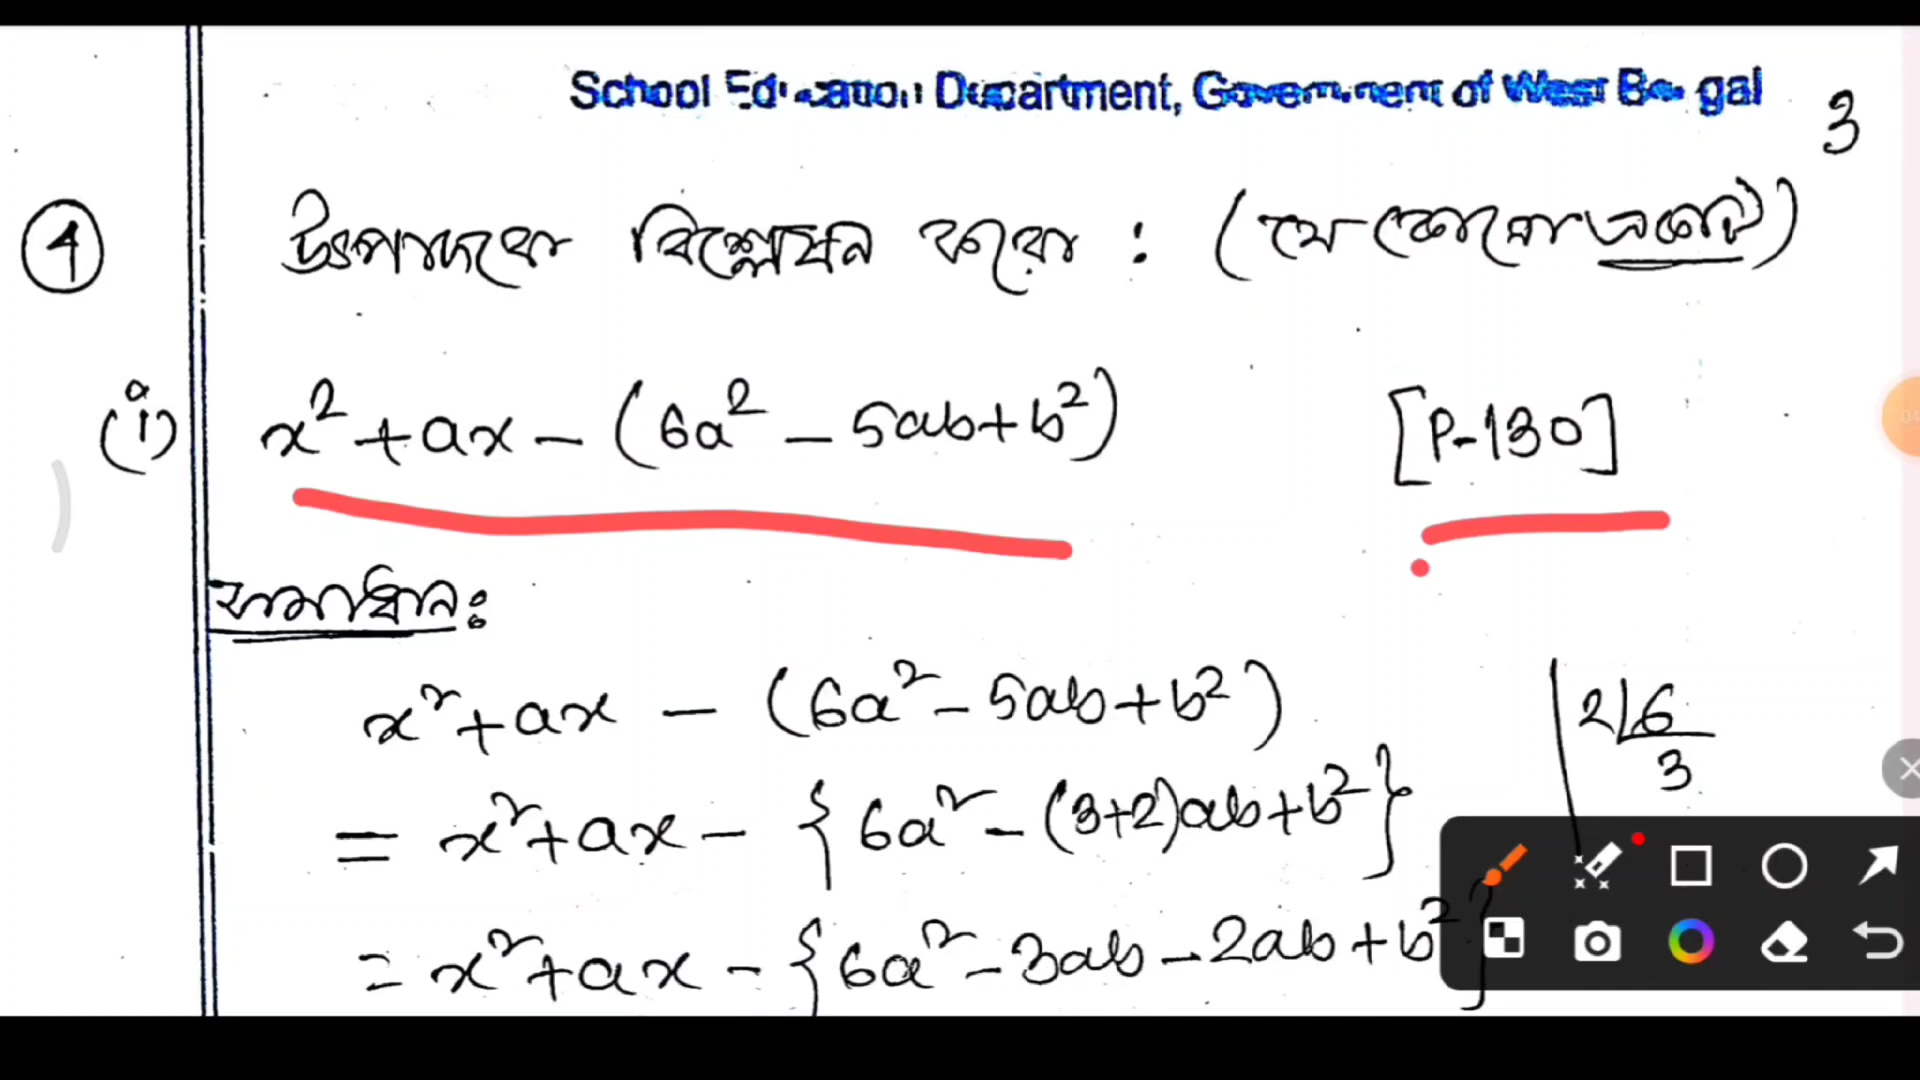 School Education Department, Government of West Bengal
3
4 উৎপাদকে বিশ্লেষন করো : (যে কোনো একটি)
(i) x² + ax - (6a² - 5ab + b²) [P-130]
সমাধান:
x² + ax - (6a² - 5ab + b²) 2|6
3
= x² + ax - {6a² - (3+2)ab + b²}
= x² + ax - {6a² - 3ab - 2ab + b²}